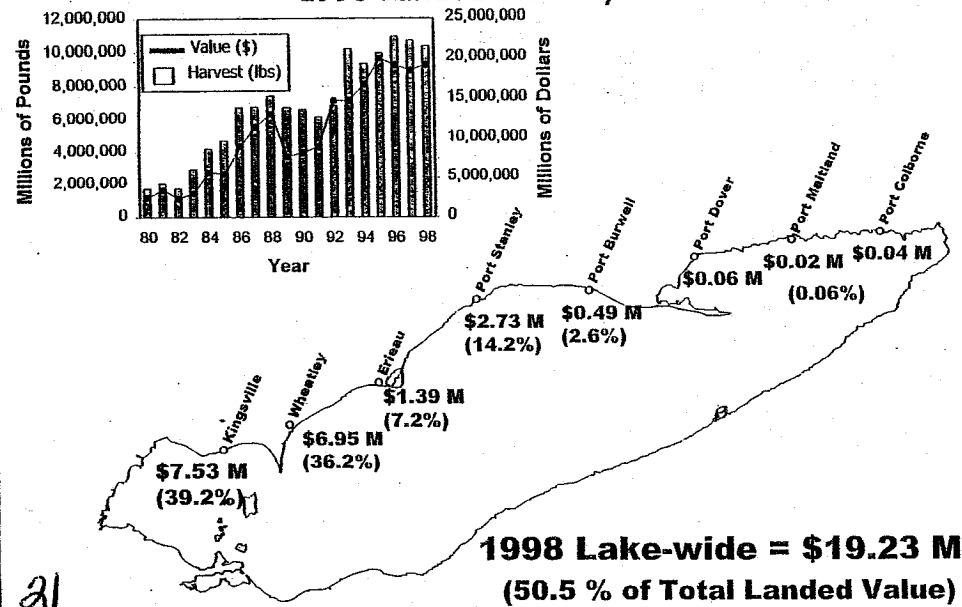 12,000,000
10,000,000
8,000,000
6,000,000
4,000,000
2,000,000
0
Millions of Pounds
Value ($)
Harvest (lbs)
25,000,000
20,000,000
15,000,000
10,000,000
5,000,000
0
Millions of Dollars
80 82 84 86 88 90 92 94 96 98
Year
Port Colborne
Port Maitland
Port Dover
Port Burwell
Port Stanley
$0.04 M
$0.02 M
$0.06 M
(0.06%)
$0.49 M
(2.6%)
$2.73 M
(14.2%)
Erieau
$1.39 M
(7.2%)
Wheatley
$6.95 M
(36.2%)
Kingsville
$7.53 M
(39.2%)
1998 Lake-wide = $19.23 M
(50.5 % of Total Landed Value)
21